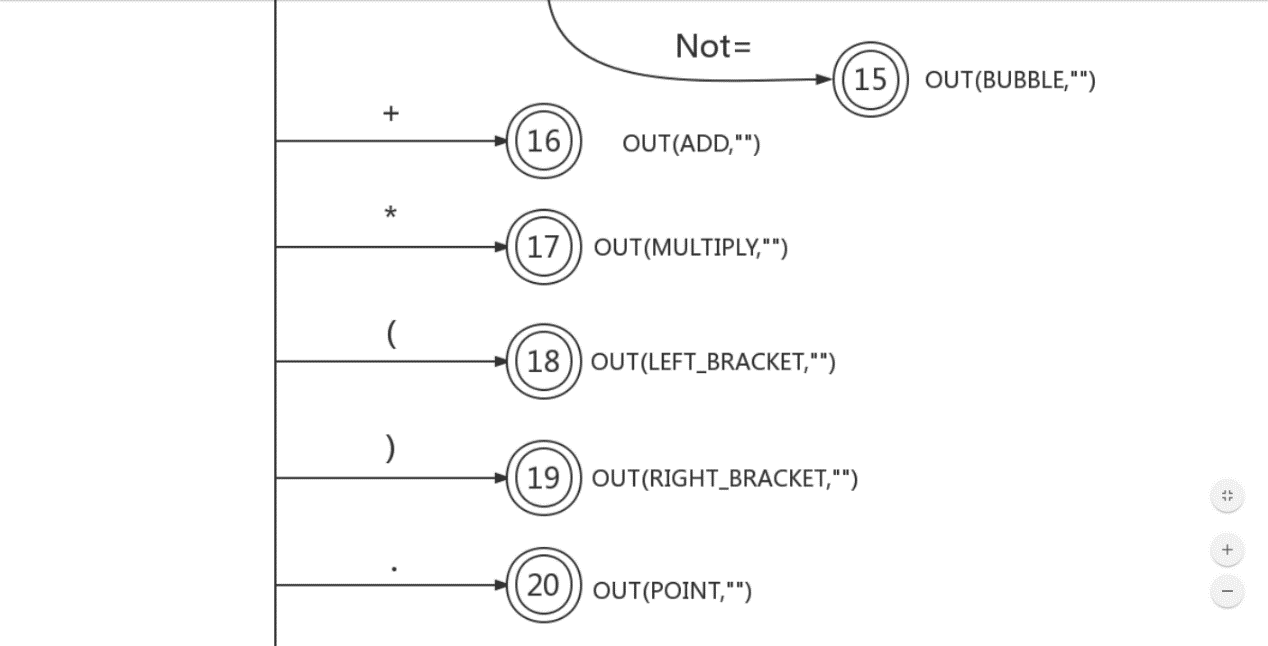 Not=
15 OUT(BUBBLE,"")
+
16 OUT(ADD,"")
*
17 OUT(MULTIPLY,"")
(
18 OUT(LEFT_BRACKET,"")
)
19 OUT(RIGHT_BRACKET,"")
.
20 OUT(POINT,"")